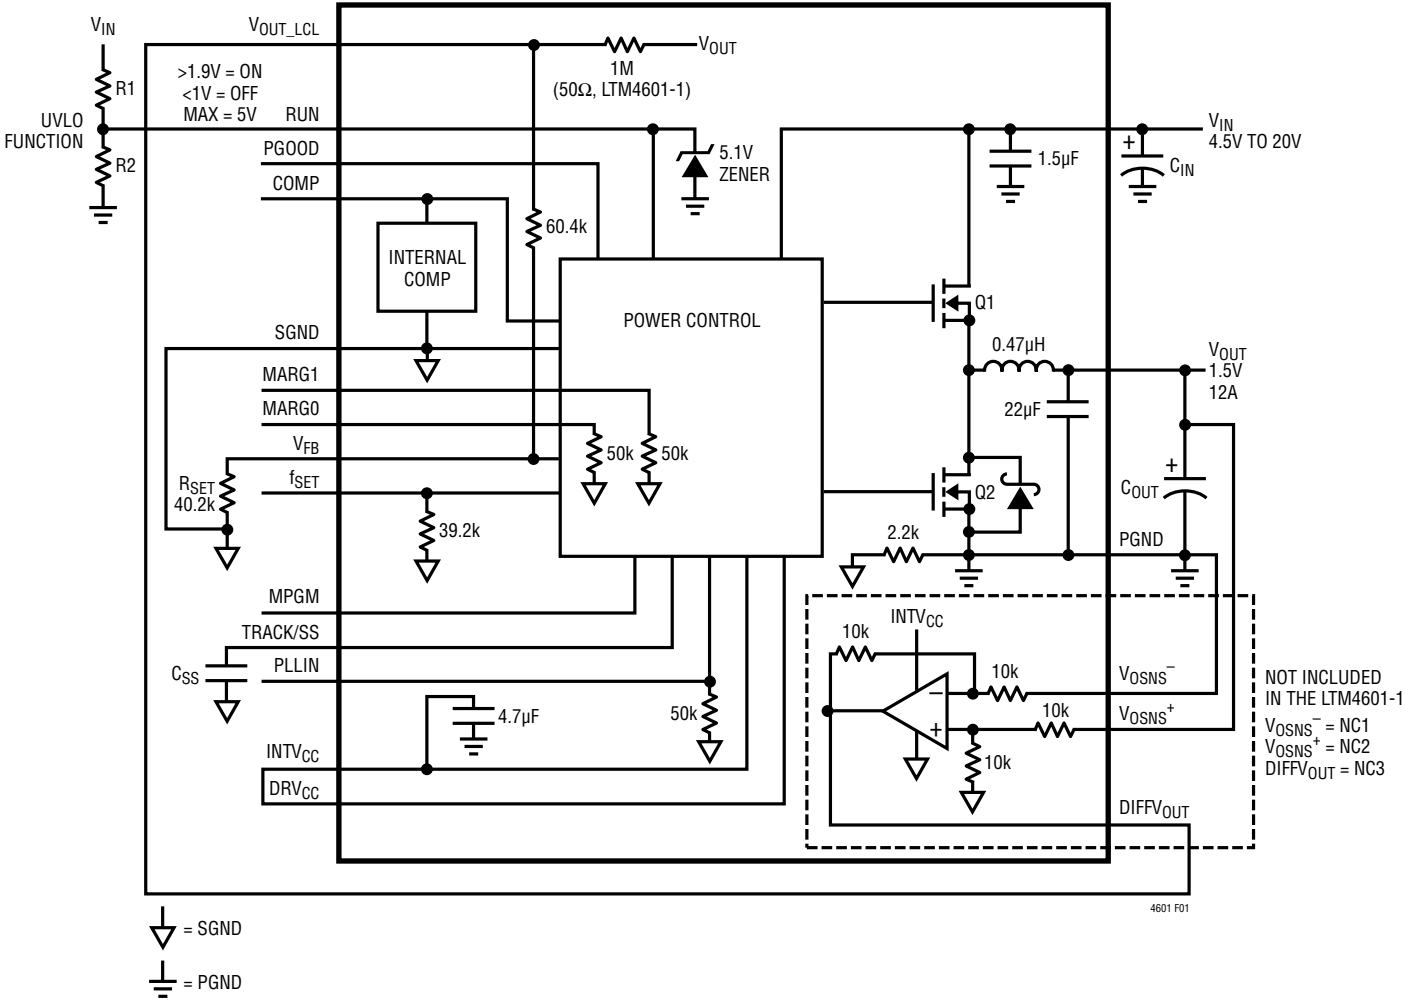 VIN
R1
UVLO
FUNCTION
R2
>1.9V = ON
<1V = OFF
MAX = 5V
VOUT_LCL
RUN
PGOOD
COMP
SGND
MARG1
MARG0
VFB
fSET
RSET
40.2k
MPGM
TRACK/SS
CSS
PLLIN
INTVCC
DRVCC
1M
(50Ω, LTM4601-1)
VOUT
5.1V
ZENER
60.4k
INTERNAL
COMP
POWER CONTROL
50k
50k
39.2k
4.7µF
50k
1.5µF
VIN
4.5V TO 20V
+
CIN
Q1
0.47µH
VOUT
1.5V
12A
22µF
Q2
+
COUT
2.2k
PGND
INTVCC
10k
10k
VOSNS–
–
+
10k
VOSNS+
10k
DIFFVOUT
NOT INCLUDED
IN THE LTM4601-1
VOSNS– = NC1
VOSNS+ = NC2
DIFFVOUT = NC3
4601 F01
= SGND
= PGND